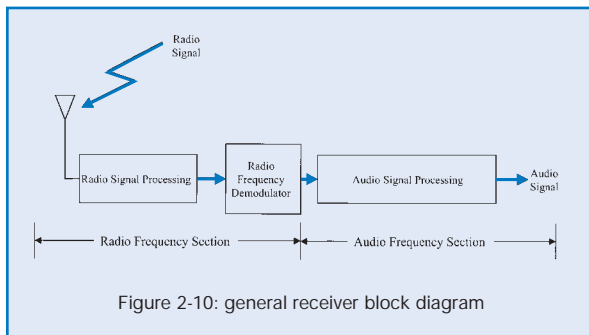 Radio
Signal
Radio Signal Processing
Radio
Frequency
Demodulator
Audio Signal Processing
Audio
Signal
Radio Frequency Section
Audio Frequency Section
Figure 2-10: general receiver block diagram